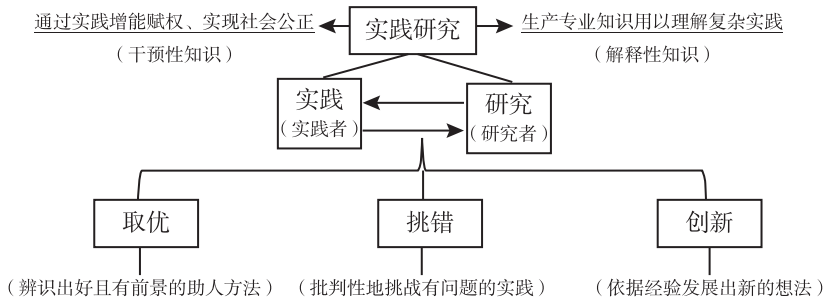 通过实践增能赋权、实现社会公正
实践研究
生产专业知识用以理解复杂实践
（干预性知识）
（解释性知识）
实践
（实践者）
研究
（研究者）
取优
挑错
创新
（辨识出好且有前景的助人方法）
（批判性地挑战有问题的实践）
（依据经验发展出新的想法）